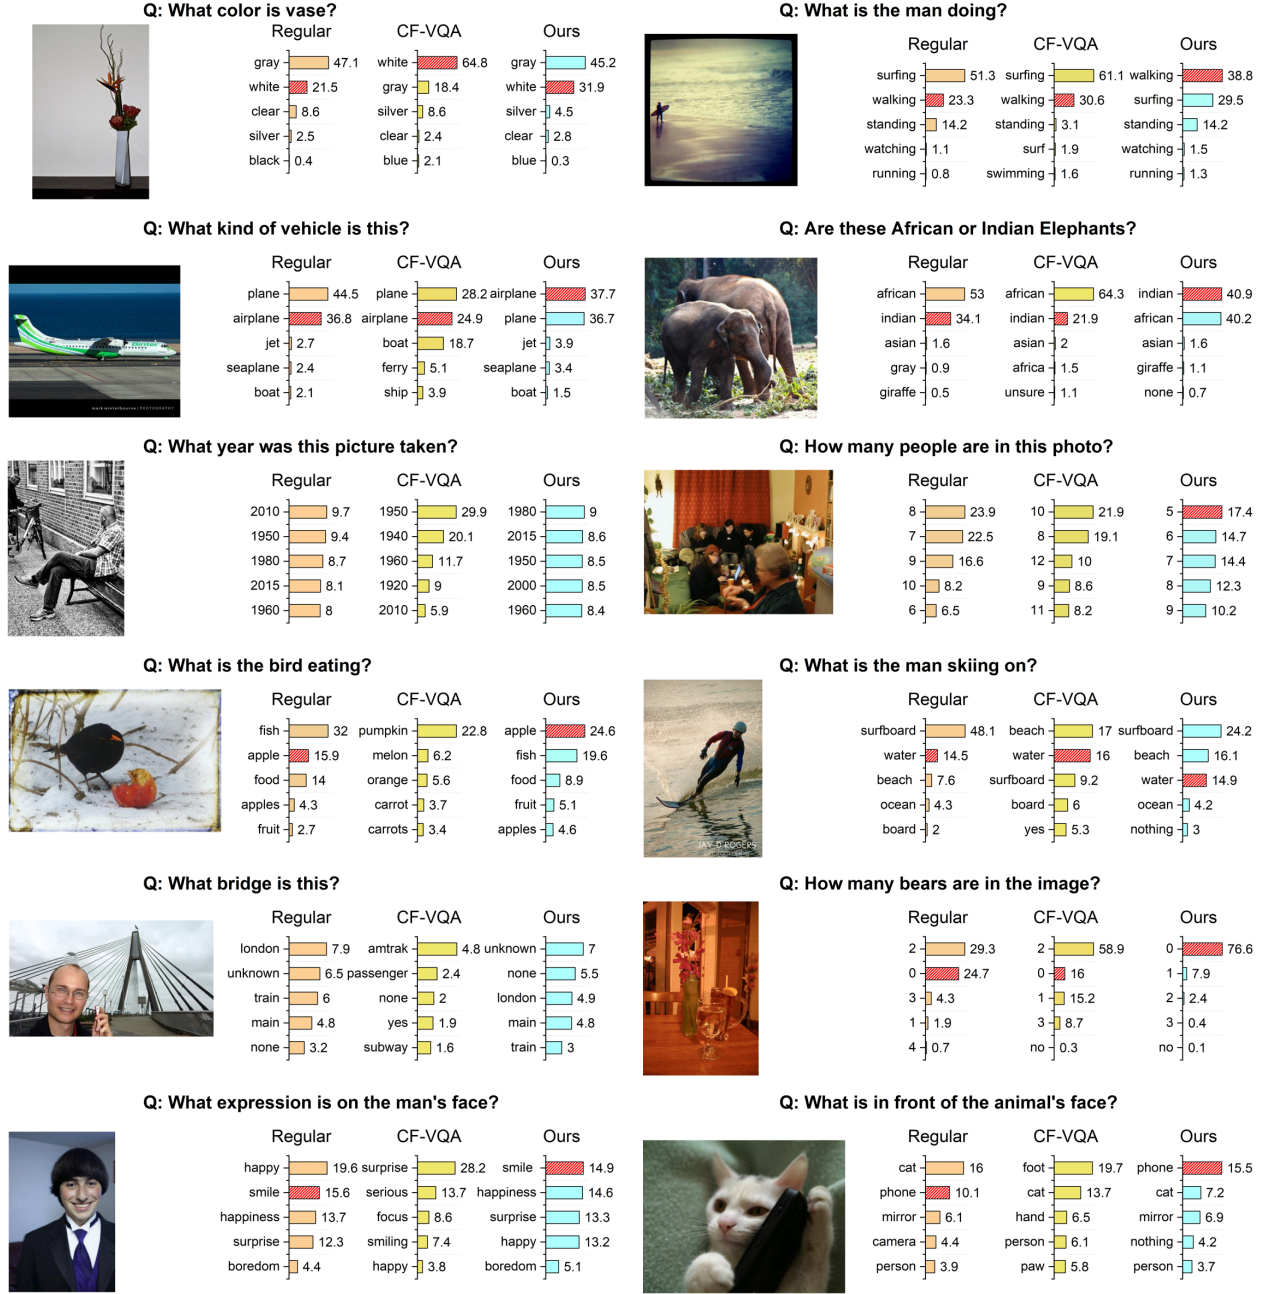 Q: What color is vase?
Regular CF-VQA Ours
gray 47.1 white 64.8 gray 45.2
white 21.5 gray 18.4 white 31.9
clear 8.6 silver 8.6 silver 4.5
silver 2.5 clear 2.4 clear 2.8
black 0.4 blue 2.1 blue 0.3
Q: What is the man doing?
Regular CF-VQA Ours
surfing 51.3 surfing 61.1 walking 38.8
walking 23.3 walking 30.6 surfing 29.5
standing 14.2 standing 3.1 standing 14.2
watching 1.1 surf 1.9 watching 1.5
running 0.8 swimming 1.6 running 1.3
Q: What kind of vehicle is this?
Regular CF-VQA Ours
plane 44.5 plane 28.2 airplane 37.7
airplane 36.8 airplane 24.9 plane 36.7
jet 2.7 boat 18.7 jet 3.9
seaplane 2.4 ferry 5.1 seaplane 3.4
boat 2.1 ship 3.9 boat 1.5
Binter
mark winterbourne | PHOTOGRAPHY
Q: Are these African or Indian Elephants?
Regular CF-VQA Ours
african 53 african 64.3 indian 40.9
indian 34.1 indian 21.9 african 40.2
asian 1.6 asian 2 asian 1.6
gray 0.9 africa 1.5 giraffe 1.1
giraffe 0.5 unsure 1.1 none 0.7
Q: What year was this picture taken?
Regular CF-VQA Ours
2010 9.7 1950 29.9 1980 9
1950 9.4 1940 20.1 2015 8.6
1980 8.7 1960 11.7 1950 8.5
2015 8.1 1920 9 2000 8.5
1960 8 2010 5.9 1960 8.4
Q: How many people are in this photo?
Regular CF-VQA Ours
8 23.9 10 21.9 5 17.4
7 22.5 8 19.1 6 14.7
9 16.6 12 10 7 14.4
10 8.2 9 8.6 8 12.3
6 6.5 11 8.2 9 10.2
Q: What is the bird eating?
Regular CF-VQA Ours
fish 32 pumpkin 22.8 apple 24.6
apple 15.9 melon 6.2 fish 19.6
food 14 orange 5.6 food 8.9
apples 4.3 carrot 3.7 fruit 5.1
fruit 2.7 carrots 3.4 apples 4.6
Q: What is the man skiing on?
Regular CF-VQA Ours
surfboard 48.1 beach 17 surfboard 24.2
water 14.5 water 16 beach 16.1
beach 7.6 surfboard 9.2 water 14.9
ocean 4.3 board 6 ocean 4.2
board 2 yes 5.3 nothing 3
JAY D ROGERS
Q: What bridge is this?
Regular CF-VQA Ours
london 7.9 amtrak 4.8 unknown 7
unknown 6.5 passenger 2.4 none 5.5
train 6 none 2 london 4.9
main 4.8 yes 1.9 main 4.8
none 3.2 subway 1.6 train 3
Q: How many bears are in the image?
Regular CF-VQA Ours
2 29.3 2 58.9 0 76.6
0 24.7 0 16 1 7.9
3 4.3 1 15.2 2 2.4
1 1.9 3 8.7 3 0.4
4 0.7 no 0.3 no 0.1
Q: What expression is on the man's face?
Regular CF-VQA Ours
happy 19.6 surprise 28.2 smile 14.9
smile 15.6 serious 13.7 happiness 14.6
happiness 13.7 focus 8.6 surprise 13.3
surprise 12.3 smiling 7.4 happy 13.2
boredom 4.4 happy 3.8 boredom 5.1
Q: What is in front of the animal's face?
Regular CF-VQA Ours
cat 16 foot 19.7 phone 15.5
phone 10.1 cat 13.7 cat 7.2
mirror 6.1 hand 6.5 mirror 6.9
camera 4.4 person 6.1 nothing 4.2
person 3.9 paw 5.8 person 3.7